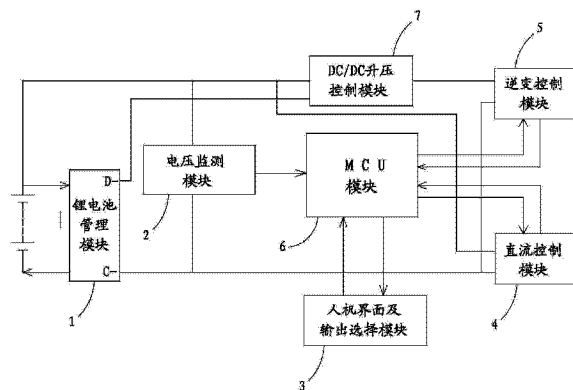 7
DC/DC升压
控制模块
5
逆变控制
模块
电压监测
模块
2
M C U
模块
6
D-
锂电池
管理
模块
C-
1
直流控制
模块
4
人机界面及
输出选择模块
3